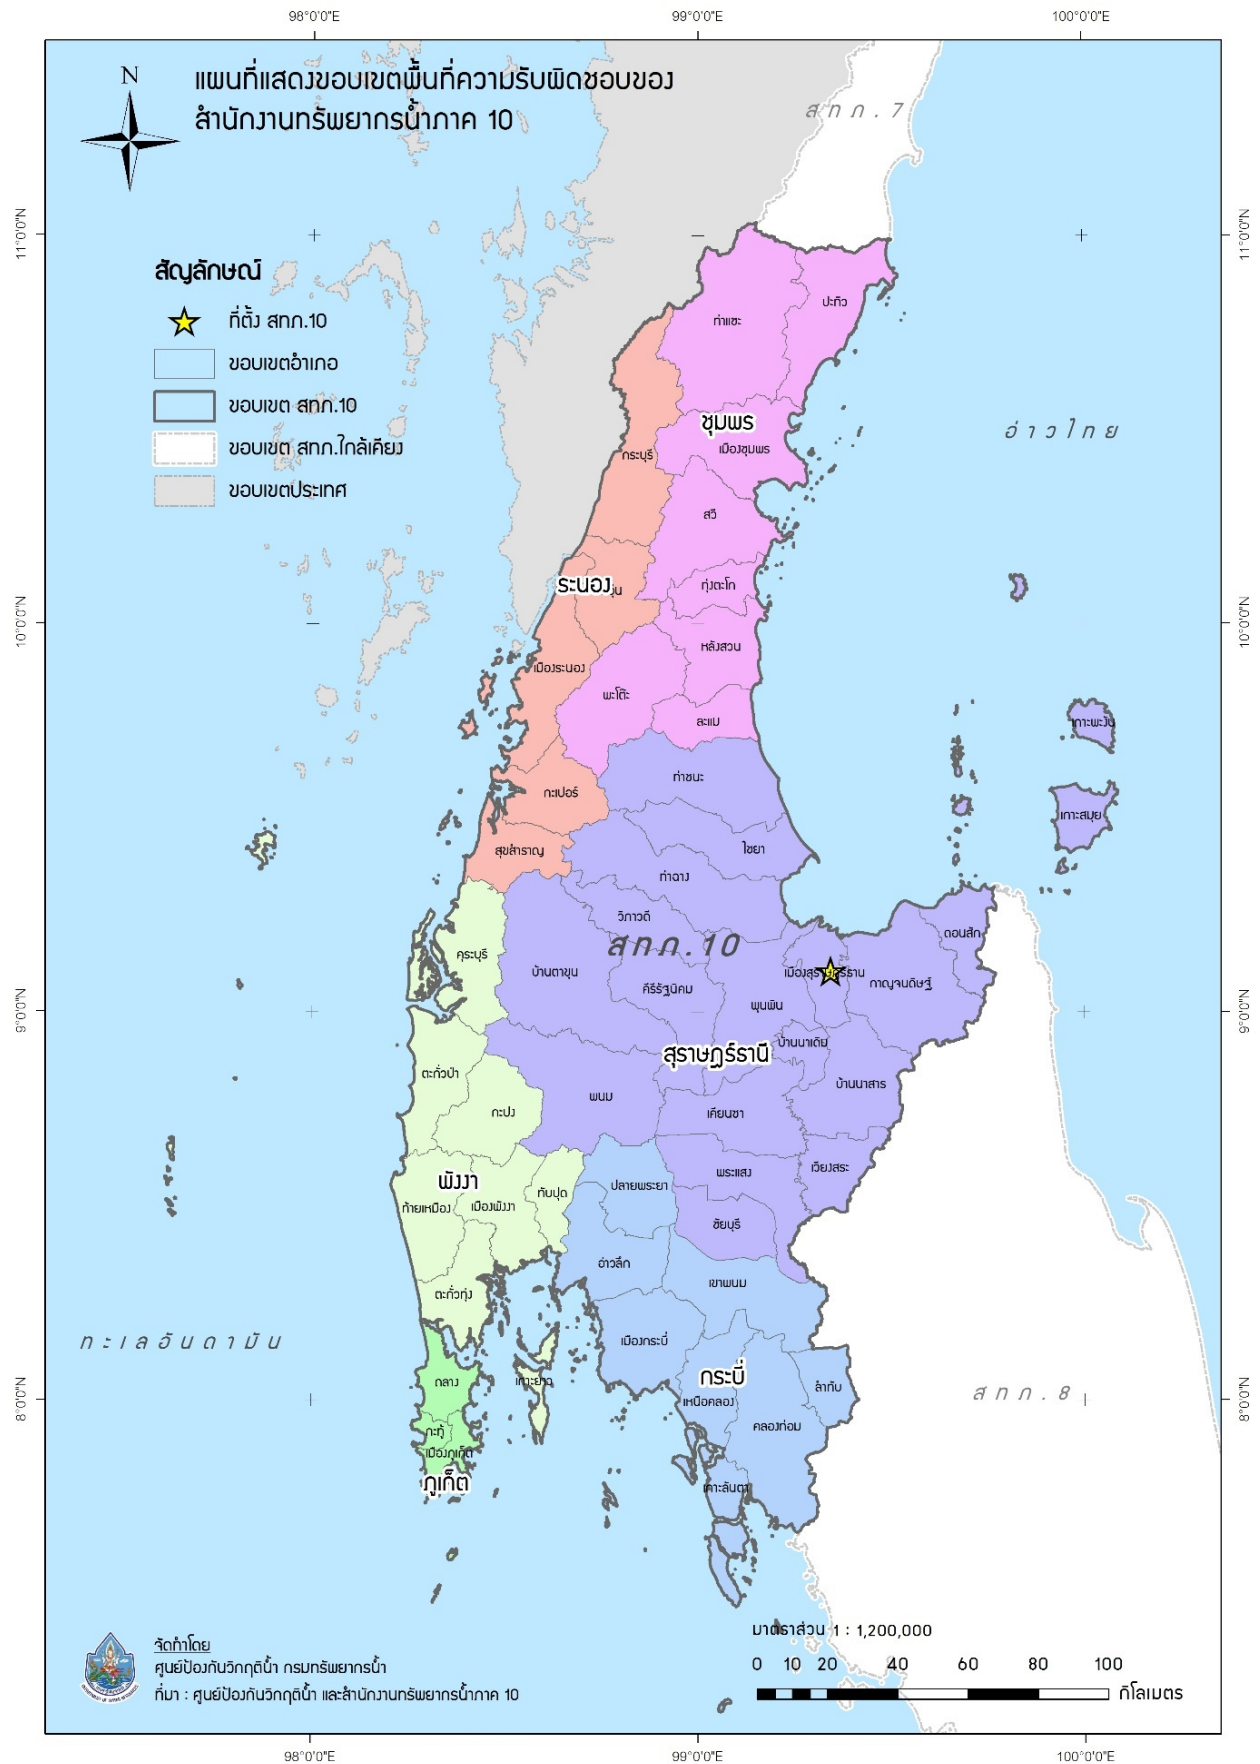 98°0'0"E
99°0'0"E
100°0'0"E
N
แผนที่แสดงขอบเขตพื้นที่ความรับผิดชอบของ
สำนักงานทรัพยากรน้ำภาค 10
สทภ.7
11°0'0"N
11°0'0"N
สัญลักษณ์
ที่ตั้ง สทภ.10
ขอบเขตอำเภอ
ขอบเขต สทภ.10
ขอบเขต สทภ.ใกล้เคียง
ขอบเขตประเทศ
ปะทิว
ท่าแซะ
ชุมพร
เมืองชุมพร
อ่าวไทย
กระบุรี
สวี
ระนอง
ทุ่งตะโก
10°0'0"N
10°0'0"N
หลังสวน
เมืองระนอง
พะโต๊ะ
ละแม
เกาะพะงัน
ท่าชนะ
กะเปอร์
เกาะสมุย
สุขสำราญ
ไชยา
ท่าฉาง
วิภาวดี
สทภ.10
ดอนสัก
คุระบุรี
บ้านตาขุน
คีรีรัฐนิคม
กาญจนดิษฐ์
พุนพิน
9°0'0"N
9°0'0"N
บ้านนาเดิม
สุราษฎร์ธานี
ตะกั่วป่า
กะปง
พนม
เคียนซา
บ้านนาสาร
พระแสง
เวียงสระ
พังงา
ทับปุด
ปลายพระยา
ท้ายเหมือง
เมืองพังงา
ชัยบุรี
อ่าวลึก
เขาพนม
ตะกั่วทุ่ง
ทะเลอันดามัน
เมืองกระบี่
กระบี่
ถลาง
เกาะยาว
ลำทับ
สทภ.8
8°0'0"N
8°0'0"N
เหนือคลอง
คลองท่อม
กะทู้
เมืองภูเก็ต
ภูเก็ต
เกาะลันตา
มาตราส่วน 1 : 1,200,000
0 10 20 40 60 80 100
กิโลเมตร
จัดทำโดย
ศูนย์ป้องกันวิกฤติน้ำ กรมทรัพยากรน้ำ
ที่มา : ศูนย์ป้องกันวิกฤติน้ำ และสำนักงานทรัพยากรน้ำภาค 10
98°0'0"E
99°0'0"E
100°0'0"E